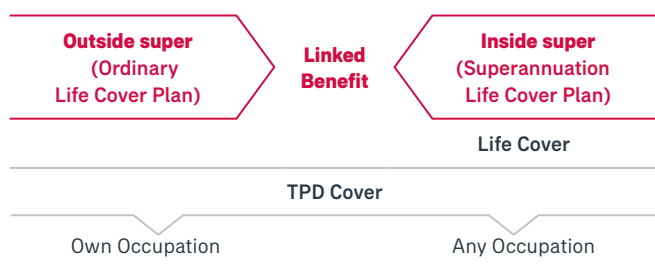 Outside super
(Ordinary
Life Cover Plan)
Linked
Benefit
Inside super
(Superannuation
Life Cover Plan)
Life Cover
TPD Cover
Own Occupation
Any Occupation